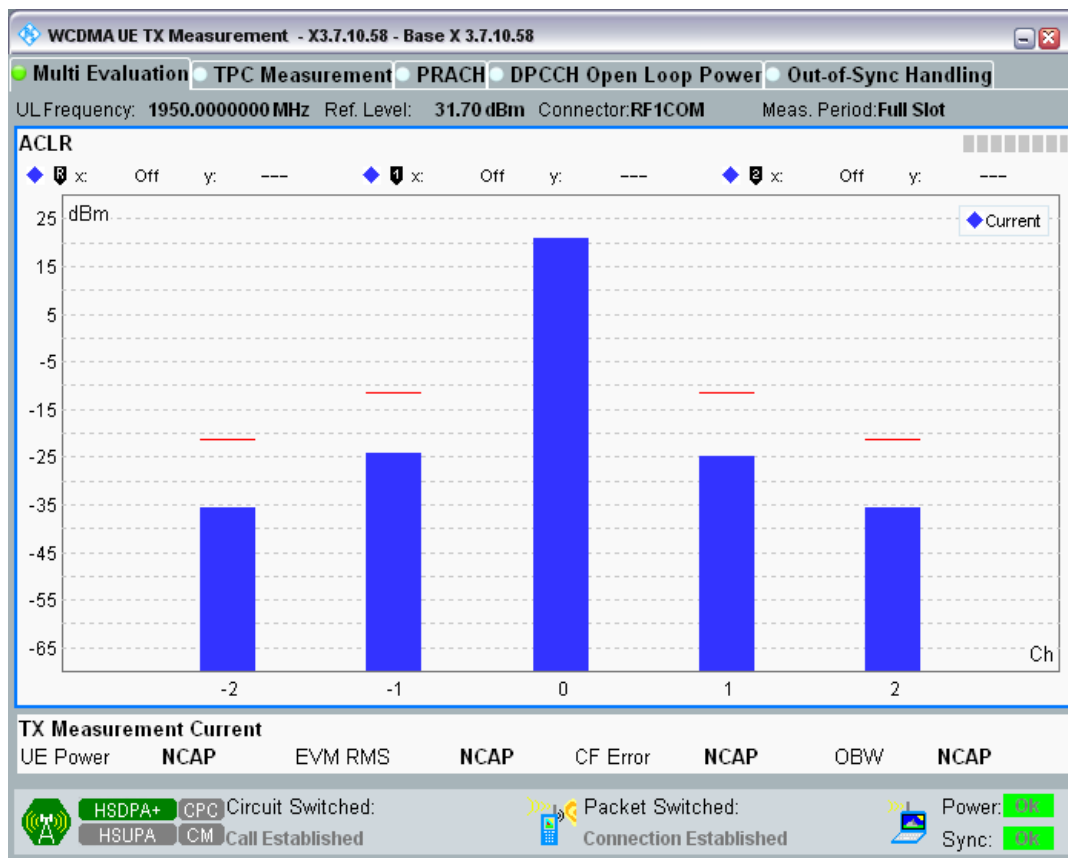 WCDMA UE TX Measurement - X3.7.10.58 - Base X 3.7.10.58
Multi Evaluation TPC Measurement PRACH DPCCH Open Loop Power Out-of-Sync Handling
UL Frequency: 1950.0000000 MHz Ref. Level: 31.70 dBm Connector:RF1COM Meas. Period:Full Slot
ACLR
R x: Off y: --- 1 x: Off y: --- 2 x: Off y: ---
dBm
Current
25
15
5
-5
-15
-25
-35
-45
-55
-65
Ch
-2 -1 0 1 2
TX Measurement Current
UE Power NCAP EVM RMS NCAP CF Error NCAP OBW NCAP
HSDPA+ CPC Circuit Switched: Packet Switched: Power: OK
HSUPA CM Call Established Connection Established Sync: OK